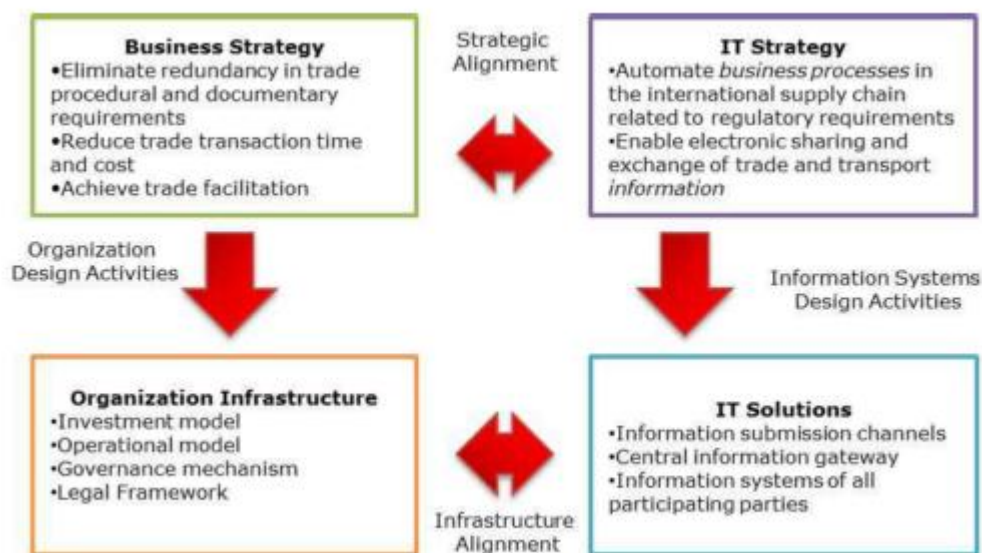 Business Strategy
•Eliminate redundancy in trade
procedural and documentary
requirements
•Reduce trade transaction time
and cost
•Achieve trade facilitation
Strategic
Alignment
IT Strategy
•Automate business processes in
the international supply chain
related to regulatory requirements
•Enable electronic sharing and
exchange of trade and transport
information
Organization
Design Activities
Information Systems
Design Activities
Organization Infrastructure
•Investment model
•Operational model
•Governance mechanism
•Legal Framework
Infrastructure
Alignment
IT Solutions
•Information submission channels
•Central information gateway
•Information systems of all
participating parties